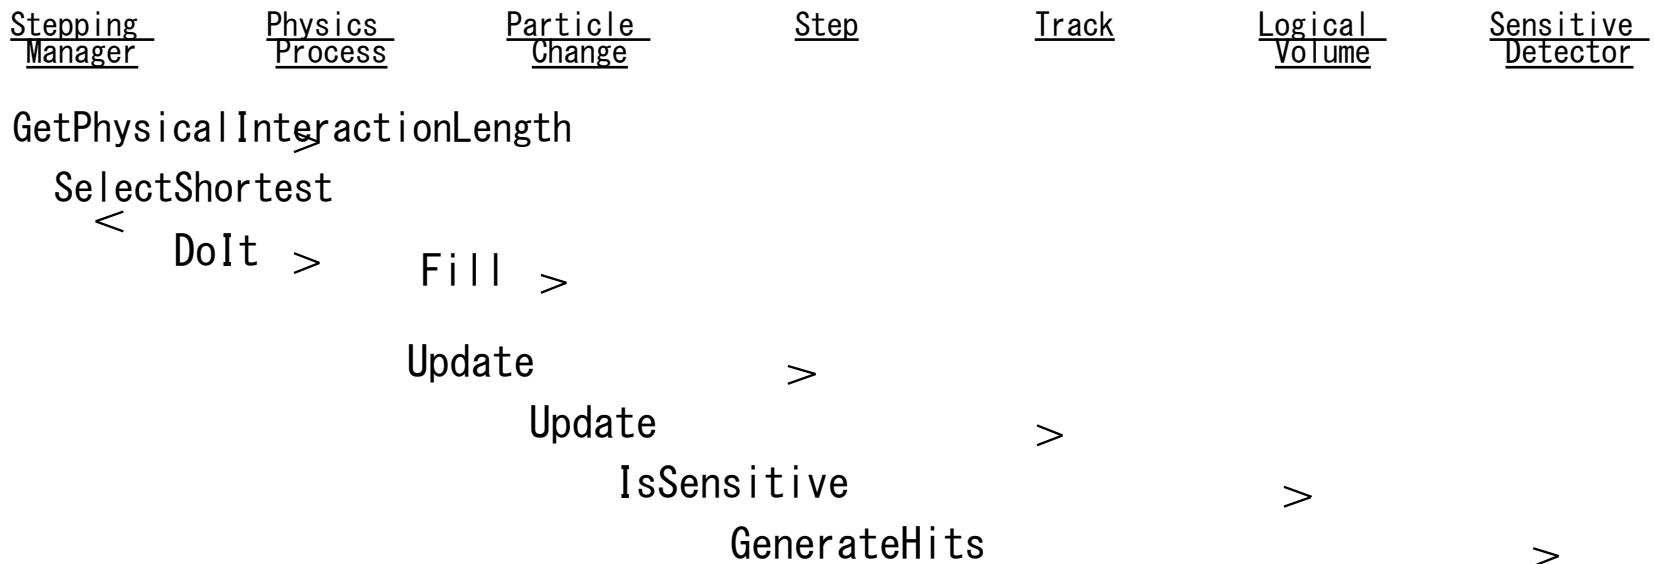 Stepping Physics Particle Step Track Logical Sensitive
Manager Process Change Volume Detector
GetPhysicalInteractionLength
>
SelectShortest
<
DoIt > Fill >
Update >
Update >
IsSensitive >
GenerateHits >